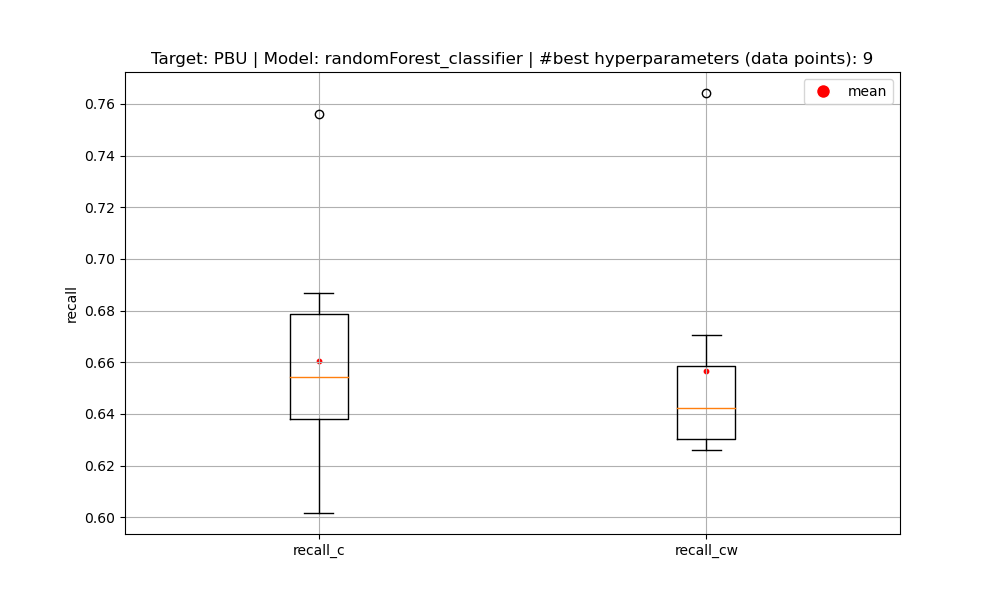 Target: PBU | Model: randomForest_classifier | #best hyperparameters (data points): 9
mean
0.76
0.74
0.72
0.70
0.68
0.66
0.64
0.62
0.60
recall
recall_c
recall_cw